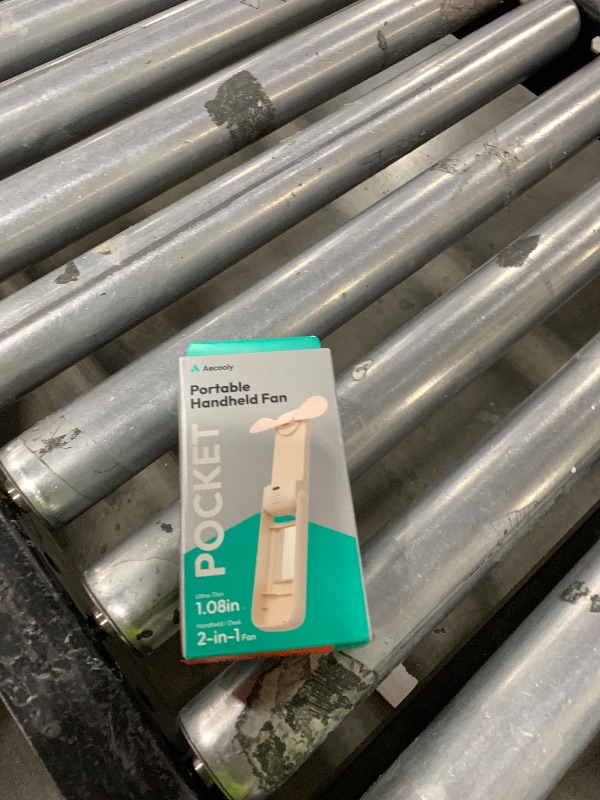 Aecooly
Portable
Handheld Fan
POCKET
Ultra-Thin
1.08in
Handheld / Desk
2-in-1 Fan